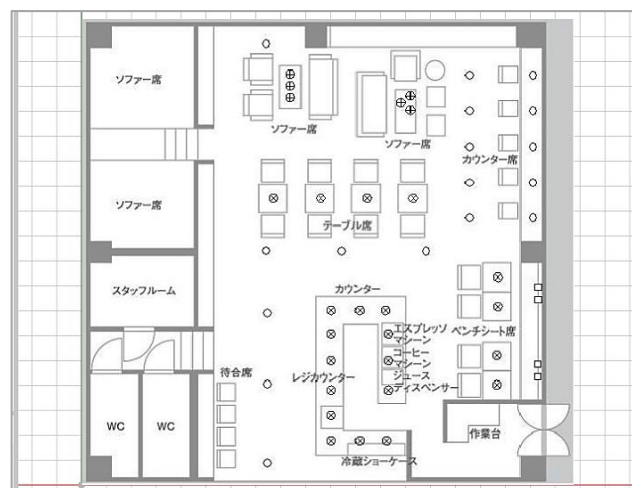 ソファー席
ソファー席
ソファー席
カウンター席
ソファー席
テーブル席
スタッフルーム
カウンター
エスプレッソ
マシーン
ベンチシート席
コーヒー
マシーン
待合席
レジカウンター
ジュース
ディスペンサー
WC
WC
作業台
冷蔵ショーケース